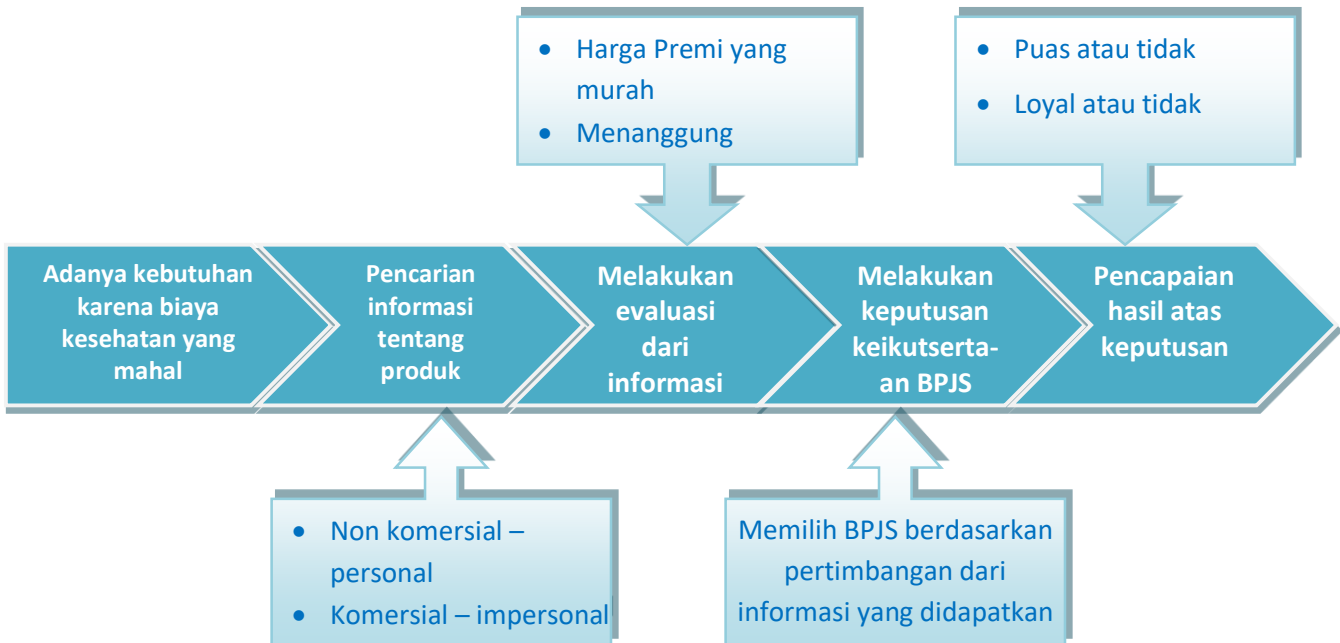 • Harga Premi yang
murah
• Menanggung
• Puas atau tidak
• Loyal atau tidak
Adanya kebutuhan
karena biaya
kesehatan yang
mahal
Pencarian
informasi
tentang
produk
Melakukan
evaluasi
dari
informasi
Melakukan
keputusan
keikutserta-
an BPJS
Pencapaian
hasil atas
keputusan
• Non komersial –
personal
• Komersial – impersonal
Memilih BPJS berdasarkan
pertimbangan dari
informasi yang didapatkan